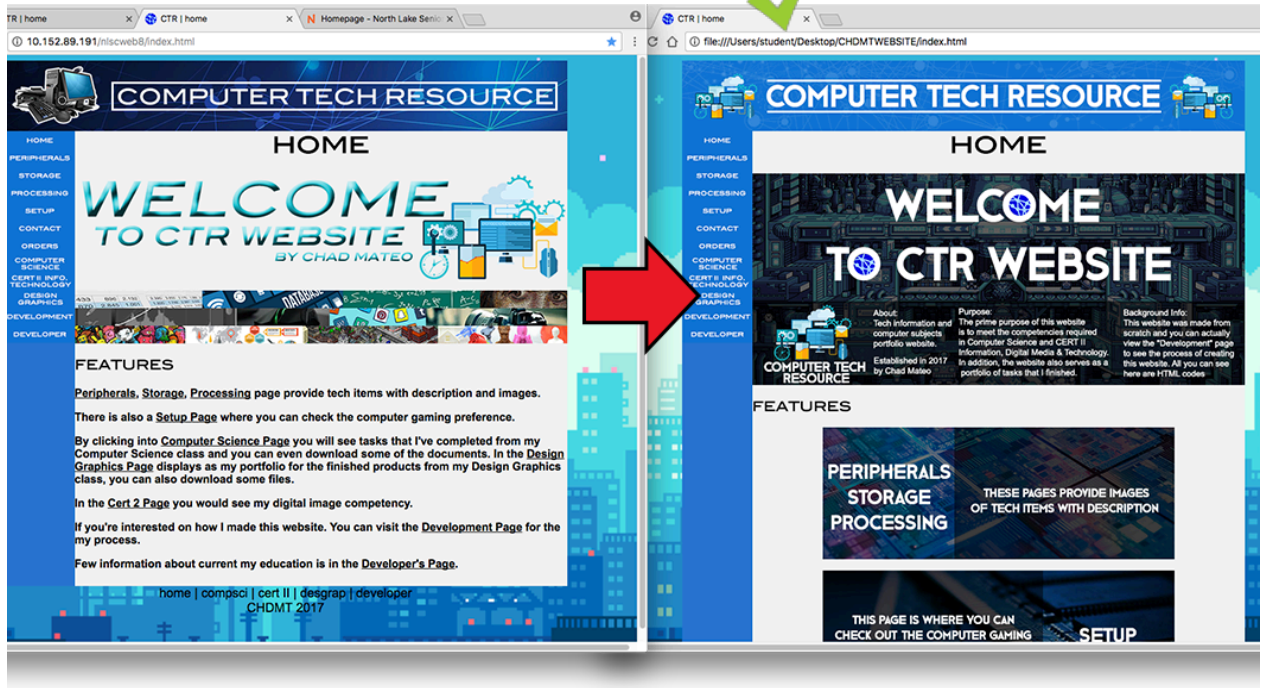 TR | home
CTR | home
Homepage - North Lake Senio
10.152.89.191/nlscweb8/index.html
COMPUTER TECH RESOURCE
HOME
PERIPHERALS
STORAGE
PROCESSING
SETUP
CONTACT
ORDERS
COMPUTER
SCIENCE
CERT II INFO.
TECHNOLOGY
DESIGN
GRAPHICS
DEVELOPMENT
DEVELOPER
HOME
WELCOME
TO CTR WEBSITE
BY CHAD MATEO
DATABASE
FEATURES
Peripherals, Storage, Processing page provide tech items with description and images.
There is also a Setup Page where you can check the computer gaming preference.
By clicking into Computer Science Page you will see tasks that I've completed from my
Computer Science class and you can even download some of the documents. In the Design
Graphics Page displays as my portfolio for the finished products from my Design Graphics
class, you can also download some files.
In the Cert 2 Page you would see my digital image competency.
If you're interested on how I made this website. You can visit the Development Page for the
my process.
Few information about current my education is in the Developer's Page.
home | compsci | cert II | desgrap | developer
CHDMT 2017
CTR | home
file:///Users/student/Desktop/CHDMTWEBSITE/index.html
COMPUTER TECH RESOURCE
HOME
PERIPHERALS
STORAGE
PROCESSING
SETUP
CONTACT
ORDERS
COMPUTER
SCIENCE
CERT II INFO.
TECHNOLOGY
DESIGN
GRAPHICS
DEVELOPMENT
DEVELOPER
HOME
WELCOME
TO CTR WEBSITE
COMPUTER TECH
RESOURCE
About:
Tech information and
computer subjects
portfolio website.
Established in 2017
by Chad Mateo
Purpose:
The prime purpose of this website
is to meet the competencies required
in Computer Science and CERT II
Information, Digital Media & Technology.
In addition, the website also serves as a
portfolio of tasks that I finished.
Background Info:
This website was made from
scratch and you can actually
view the "Development" page
to see the process of creating
this website. All you can see
here are HTML codes
FEATURES
PERIPHERALS
STORAGE
PROCESSING
THESE PAGES PROVIDE IMAGES
OF TECH ITEMS WITH DESCRIPTION
THIS PAGE IS WHERE YOU CAN
CHECK OUT THE COMPUTER GAMING
SETUP